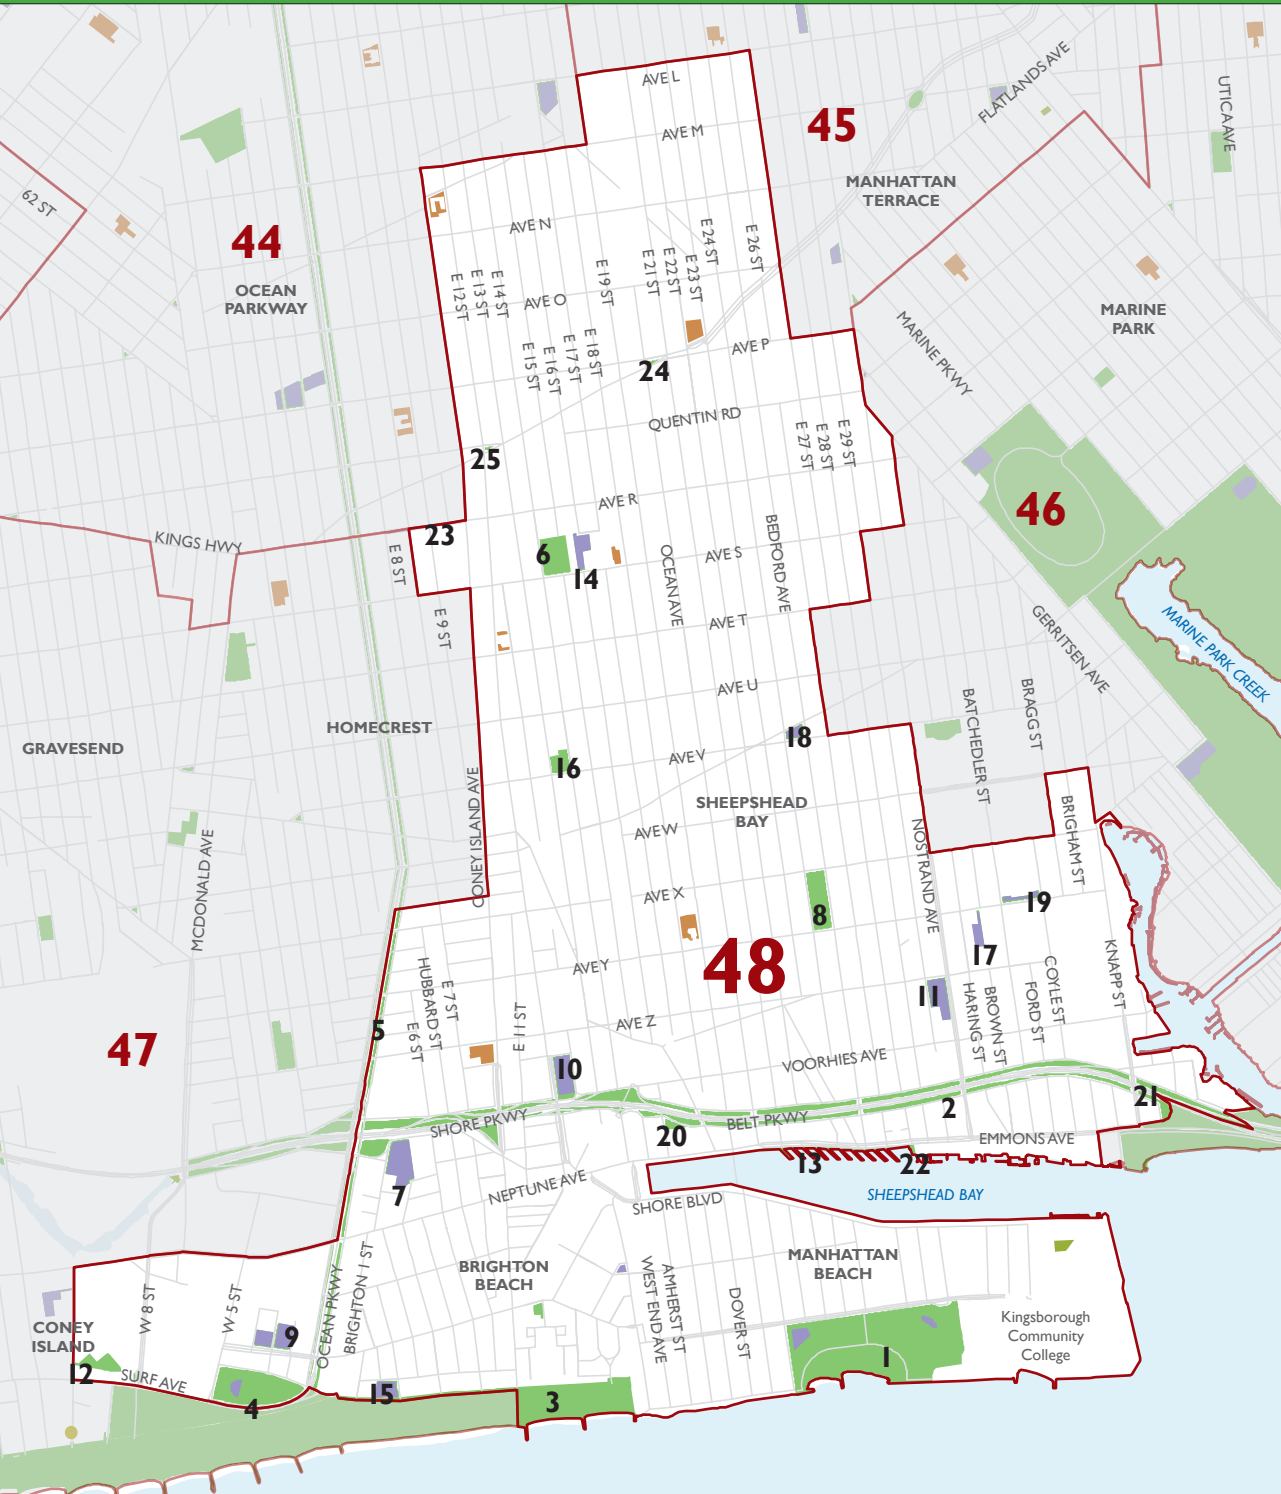 AVE L
45
FLATLANDS AVE
UTICA AVE
AVE M
MANHATTAN
TERRACE
62 ST
44
OCEAN
PARKWAY
AVE N
E 24 ST
E 26 ST
E 12 ST
E 13 ST
E 14 ST
E 19 ST
E 21 ST
E 22 ST
E 23 ST
AVE O
MARINE
PARK
MARINE PKWY
E 15 ST
E 16 ST
E 17 ST
E 18 ST
AVE P
24
QUENTIN RD
E 27 ST
E 28 ST
E 29 ST
25
46
AVE R
KINGS HWY
23
E 8 ST
6
14
OCEAN AVE
AVE S
BEDFORD AVE
E 9 ST
AVE T
GERRITSEN AVE
MARINE PARK CREEK
AVE U
BATCHEDLER ST
BRAGG ST
HOMECREST
GRAVESEND
18
16
AVE V
SHEEPSHEAD
BAY
CONEY ISLAND AVE
AVE W
NOSTRAND AVE
BRIGHAM ST
MCDONALD AVE
AVE X
8
19
17
48
AVE Y
HUBBARD ST
E 7 ST
E 6 ST
E 11 ST
KNAPP ST
COYLE ST
FORD ST
BROWN ST
HARING ST
11
5
47
AVE Z
VOORHIES AVE
10
2
21
SHORE PKWY
BELT PKWY
20
EMMONS AVE
13
22
7
NEPTUNE AVE
SHORE BLVD
SHEEPSHEAD BAY
BRIGHTON
BEACH
MANHATTAN
BEACH
W 8 ST
W 5 ST
OCEAN PKWY
BRIGHTON 1 ST
WEST END AVE
AMHERST ST
DOVER ST
CONEY
ISLAND
9
Kingsborough
Community
College
12
SURF AVE
4
15
3
1